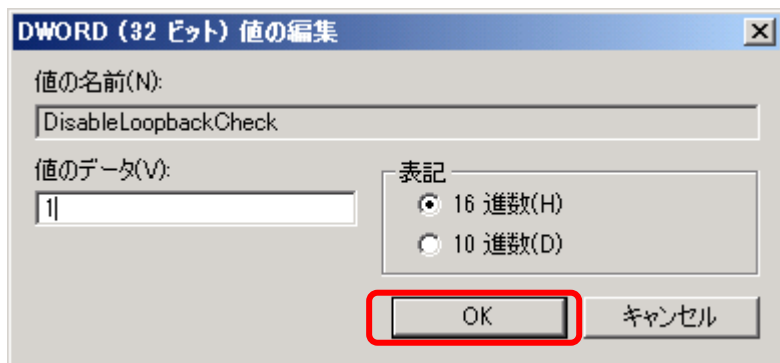 DWORD (32 ビット) 値の編集
値の名前(N):
DisableLoopbackCheck
値のデータ(V):
1
表記
16 進数(H)
10 進数(D)
OK
キャンセル